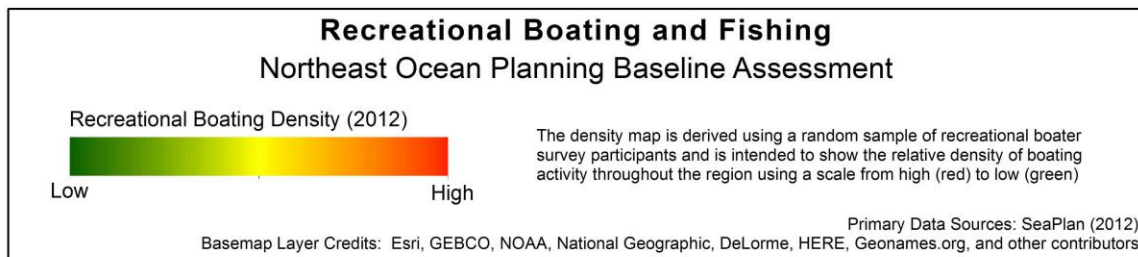 Recreational Boating and Fishing
Northeast Ocean Planning Baseline Assessment
Recreational Boating Density (2012)
Low
High
The density map is derived using a random sample of recreational boater
survey participants and is intended to show the relative density of boating
activity throughout the region using a scale from high (red) to low (green)
Primary Data Sources: SeaPlan (2012)
Basemap Layer Credits: Esri, GEBCO, NOAA, National Geographic, DeLorme, HERE, Geonames.org, and other contributors